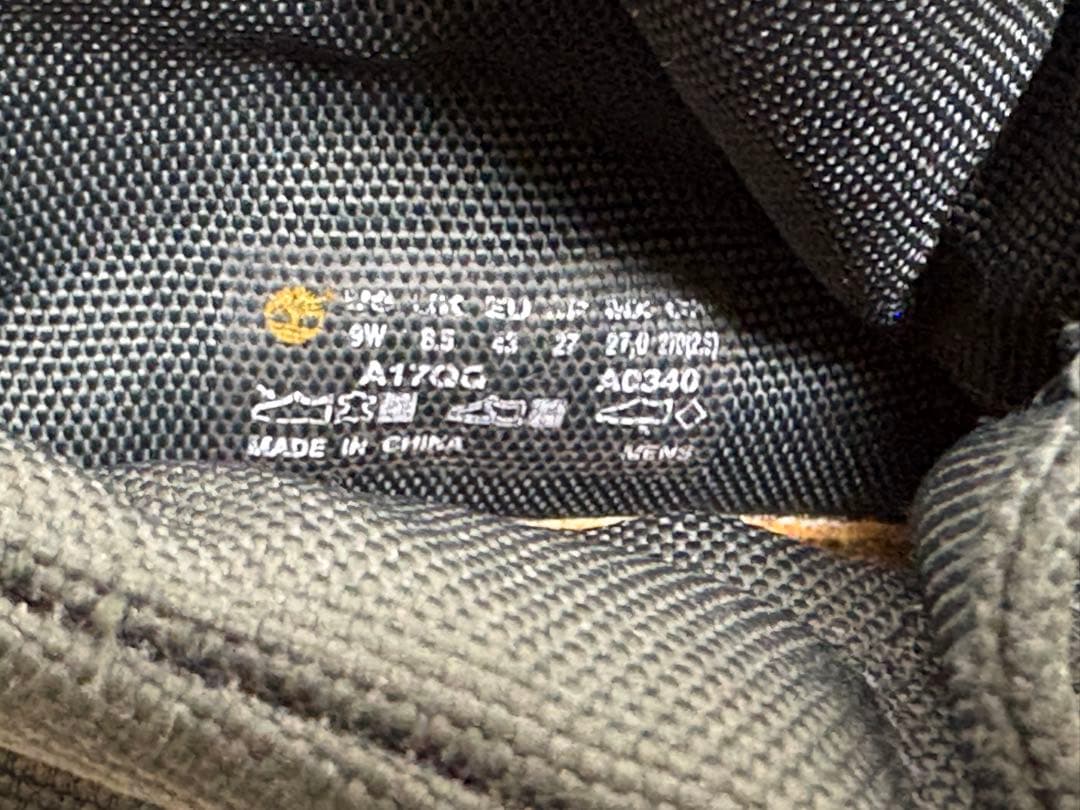 US UK EU JP MX CN
9W 8.5 43 27 27,0 270(2.5)
A17QG A0340
MADE IN CHINA MENS